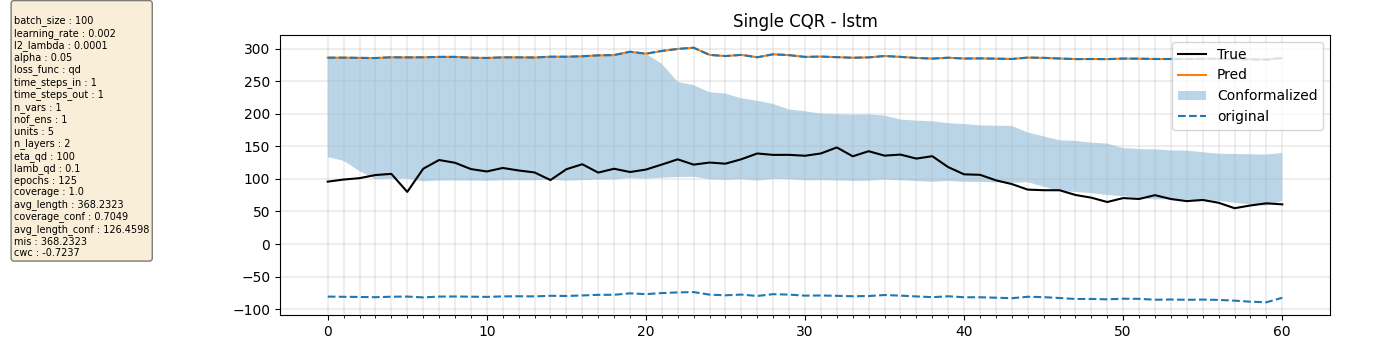 batch_size : 100
learning_rate : 0.002
l2_lambda : 0.0001
alpha : 0.05
loss_func : qd
time_steps_in : 1
time_steps_out : 1
n_vars : 1
nof_ens : 1
units : 5
n_layers : 2
eta_qd : 100
lamb_qd : 0.1
epochs : 125
coverage : 1.0
avg_length : 368.2323
coverage_conf : 0.7049
avg_length_conf : 126.4598
mis : 368.2323
cwc : -0.7237
Single CQR - lstm
300
250
200
150
100
50
0
−50
−100
True
Pred
Conformalized
original
0 10 20 30 40 50 60